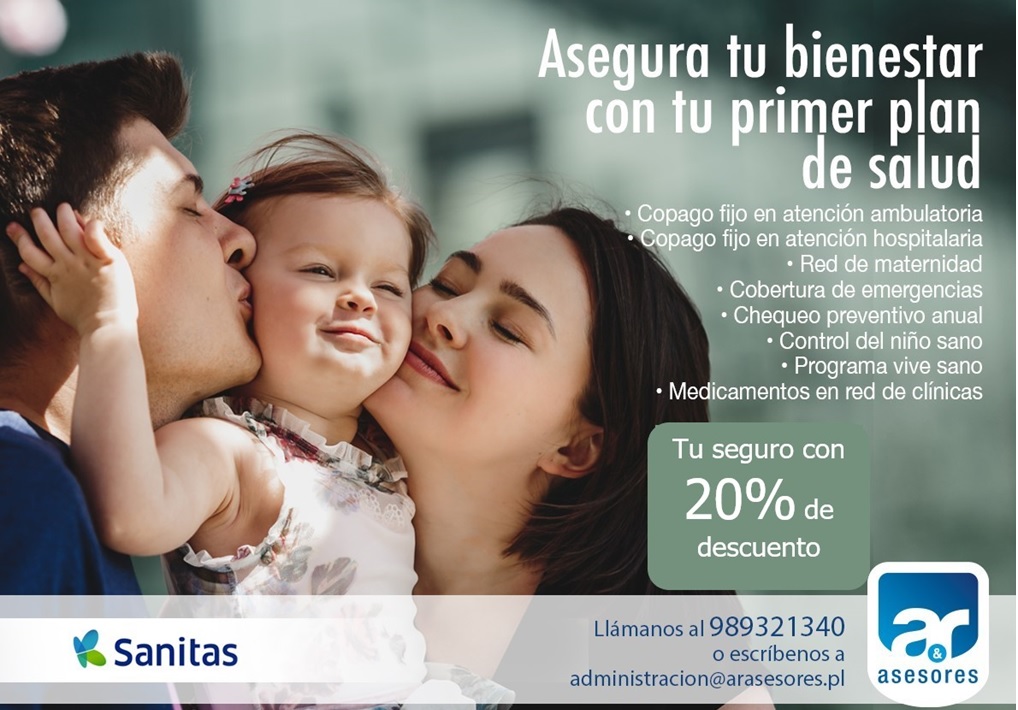 Asegura tu bienestar
con tu primer plan
de salud
• Copago fijo en atención ambulatoria
• Copago fijo en atención hospitalaria
• Red de maternidad
• Cobertura de emergencias
• Chequeo preventivo anual
• Control del niño sano
• Programa vive sano
• Medicamentos en red de clínicas
Tu seguro con
20% de
descuento
Llámanos al 989321340
o escríbenos a
administracion@arasesores.pl
Sanitas
a&r
asesores